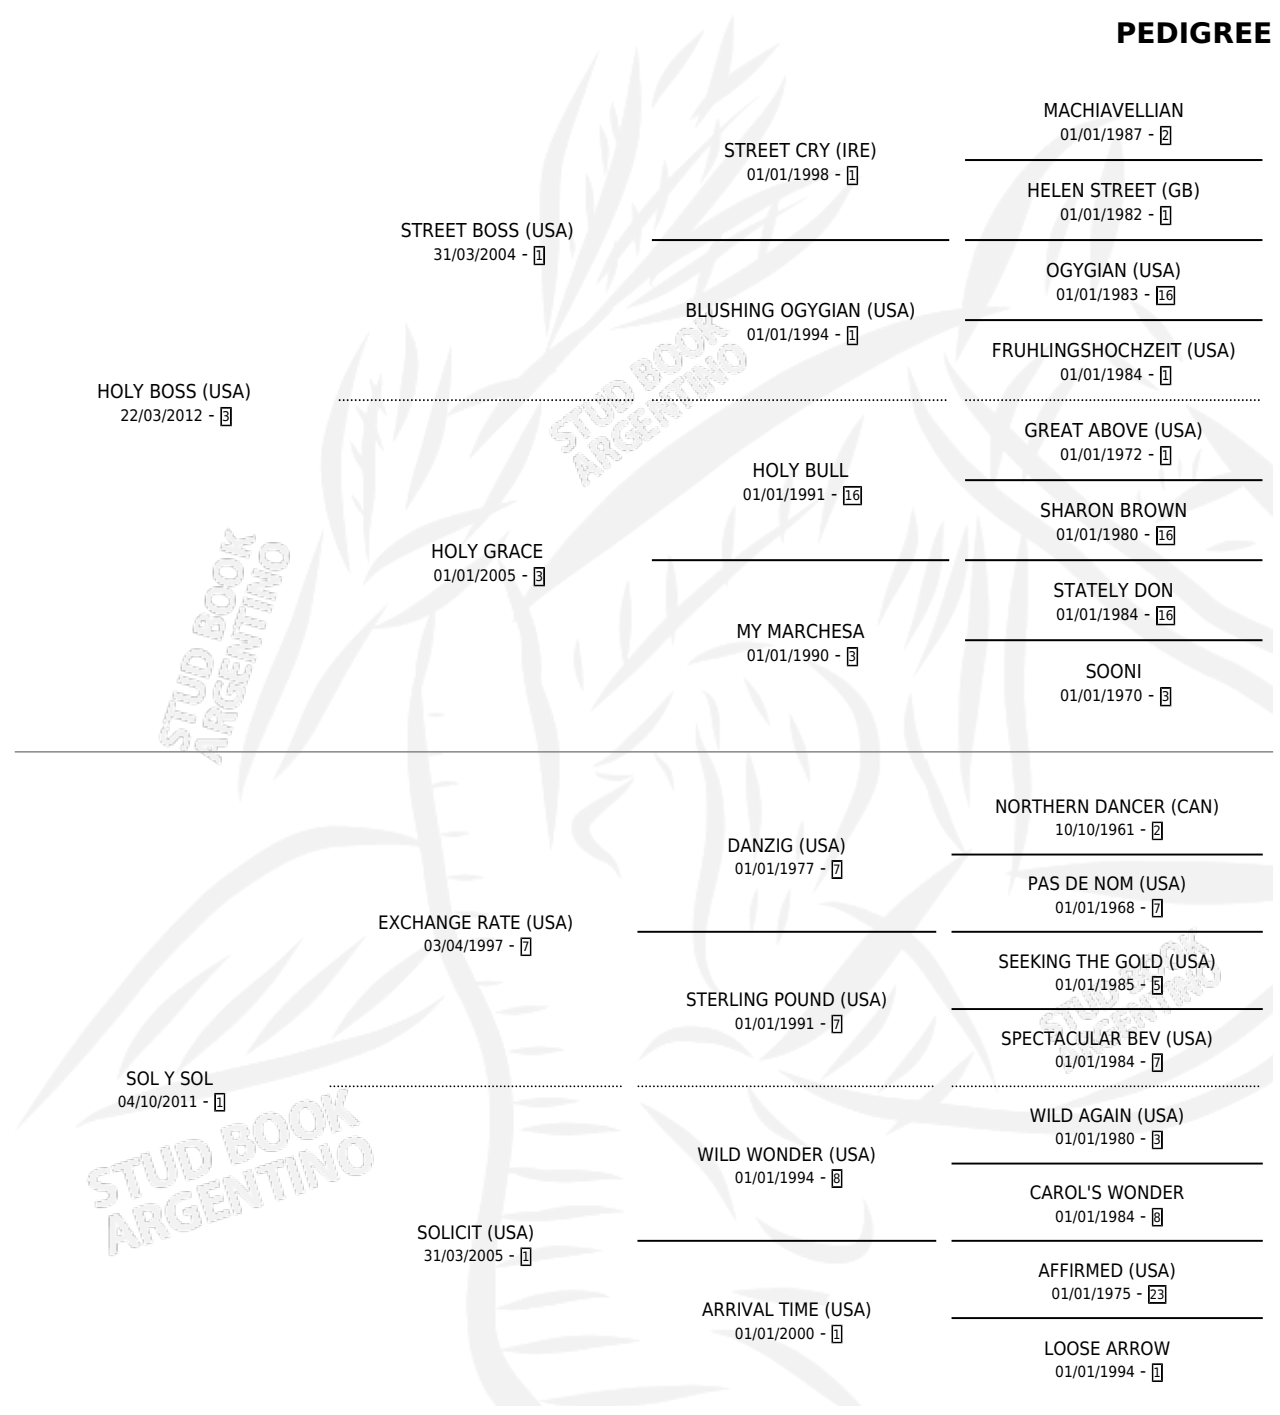 PEDIGREE
MACHIAVELLIAN
01/01/1987 - 2
STREET CRY (IRE)
01/01/1998 - 1
HELEN STREET (GB)
01/01/1982 - 1
STREET BOSS (USA)
31/03/2004 - 1
OGYGIAN (USA)
01/01/1983 - 16
BLUSHING OGYGIAN (USA)
01/01/1994 - 1
FRUHLINGSHOCHZEIT (USA)
01/01/1984 - 1
HOLY BOSS (USA)
22/03/2012 - 3
GREAT ABOVE (USA)
01/01/1972 - 1
HOLY BULL
01/01/1991 - 16
SHARON BROWN
01/01/1980 - 16
HOLY GRACE
01/01/2005 - 3
STATELY DON
01/01/1984 - 16
MY MARCHESA
01/01/1990 - 3
SOONI
01/01/1970 - 3
NORTHERN DANCER (CAN)
10/10/1961 - 2
DANZIG (USA)
01/01/1977 - 7
PAS DE NOM (USA)
01/01/1968 - 7
EXCHANGE RATE (USA)
03/04/1997 - 7
SEEKING THE GOLD (USA)
01/01/1985 - 5
STERLING POUND (USA)
01/01/1991 - 7
SPECTACULAR BEV (USA)
01/01/1984 - 7
SOL Y SOL
04/10/2011 - 1
WILD AGAIN (USA)
01/01/1980 - 3
WILD WONDER (USA)
01/01/1994 - 8
CAROL'S WONDER
01/01/1984 - 8
SOLICIT (USA)
31/03/2005 - 1
AFFIRMED (USA)
01/01/1975 - 23
ARRIVAL TIME (USA)
01/01/2000 - 1
LOOSE ARROW
01/01/1994 - 1
STUD BOOK
ARGENTINO
STUD BOOK
ARGENTINO
STUD BOOK
ARGENTINO
STUD BOOK
ARGENTINO